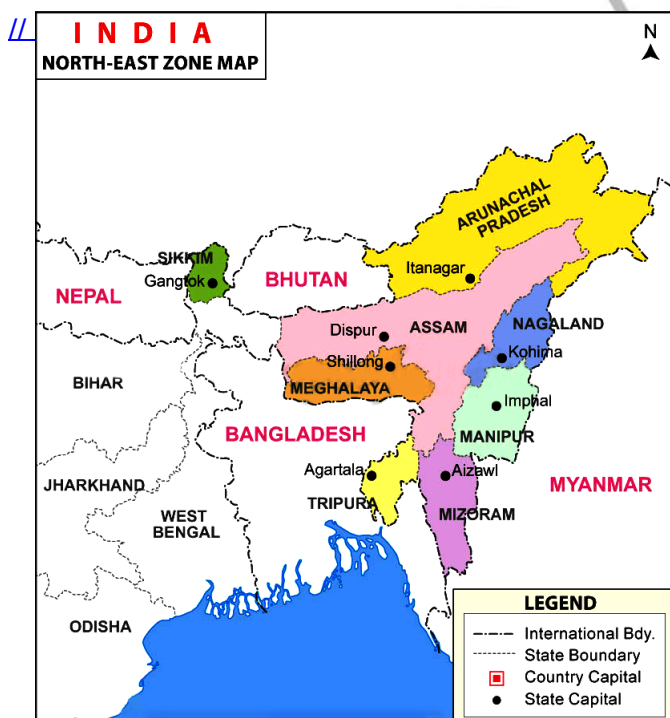 //
INDIA
NORTH-EAST ZONE MAP
N
ARUNACHAL
PRADESH
SIKKIM
Gangtok
BHUTAN
Itanagar
NEPAL
Dispur
ASSAM
NAGALAND
Shillong
Kohima
BIHAR
MEGHALAYA
Imphal
BANGLADESH
MANIPUR
Agartala
Aizawl
JHARKHAND
MYANMAR
TRIPURA
MIZORAM
WEST
BENGAL
ODISHA
LEGEND
International Bdy.
State Boundary
Country Capital
State Capital